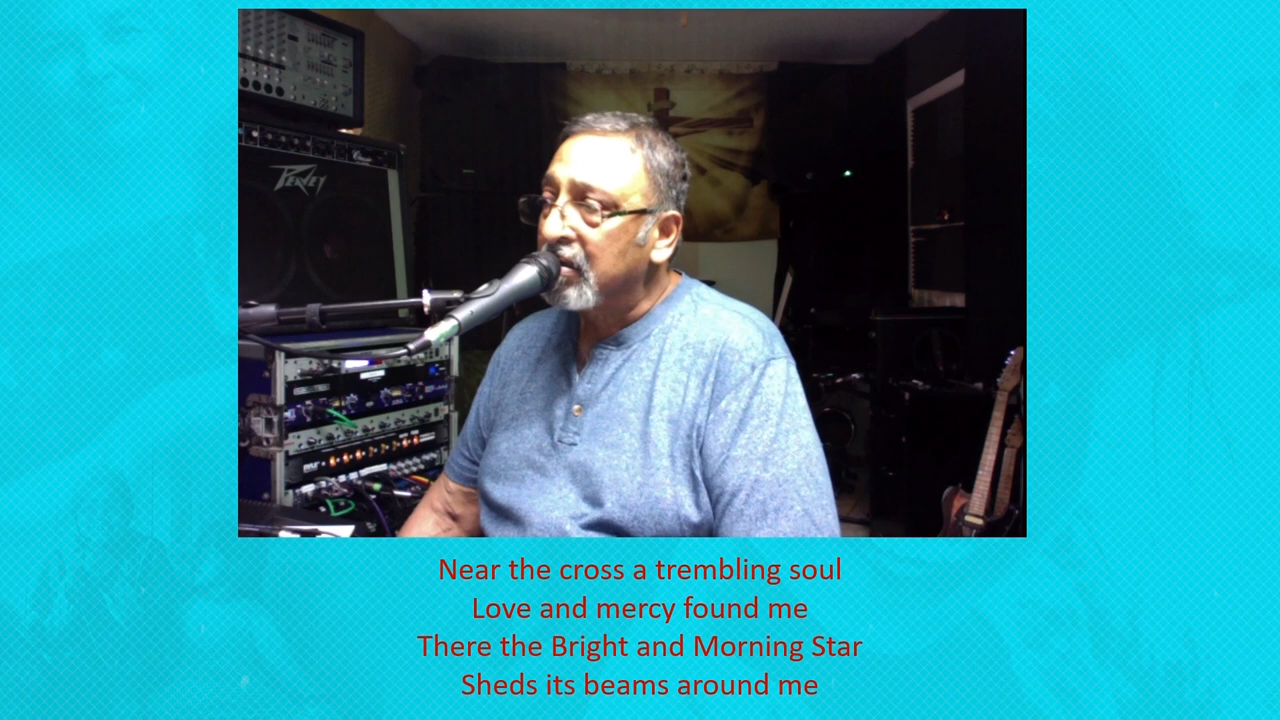 PEAVEY
Near the cross a trembling soul
Love and mercy found me
There the Bright and Morning Star
Sheds its beams around me